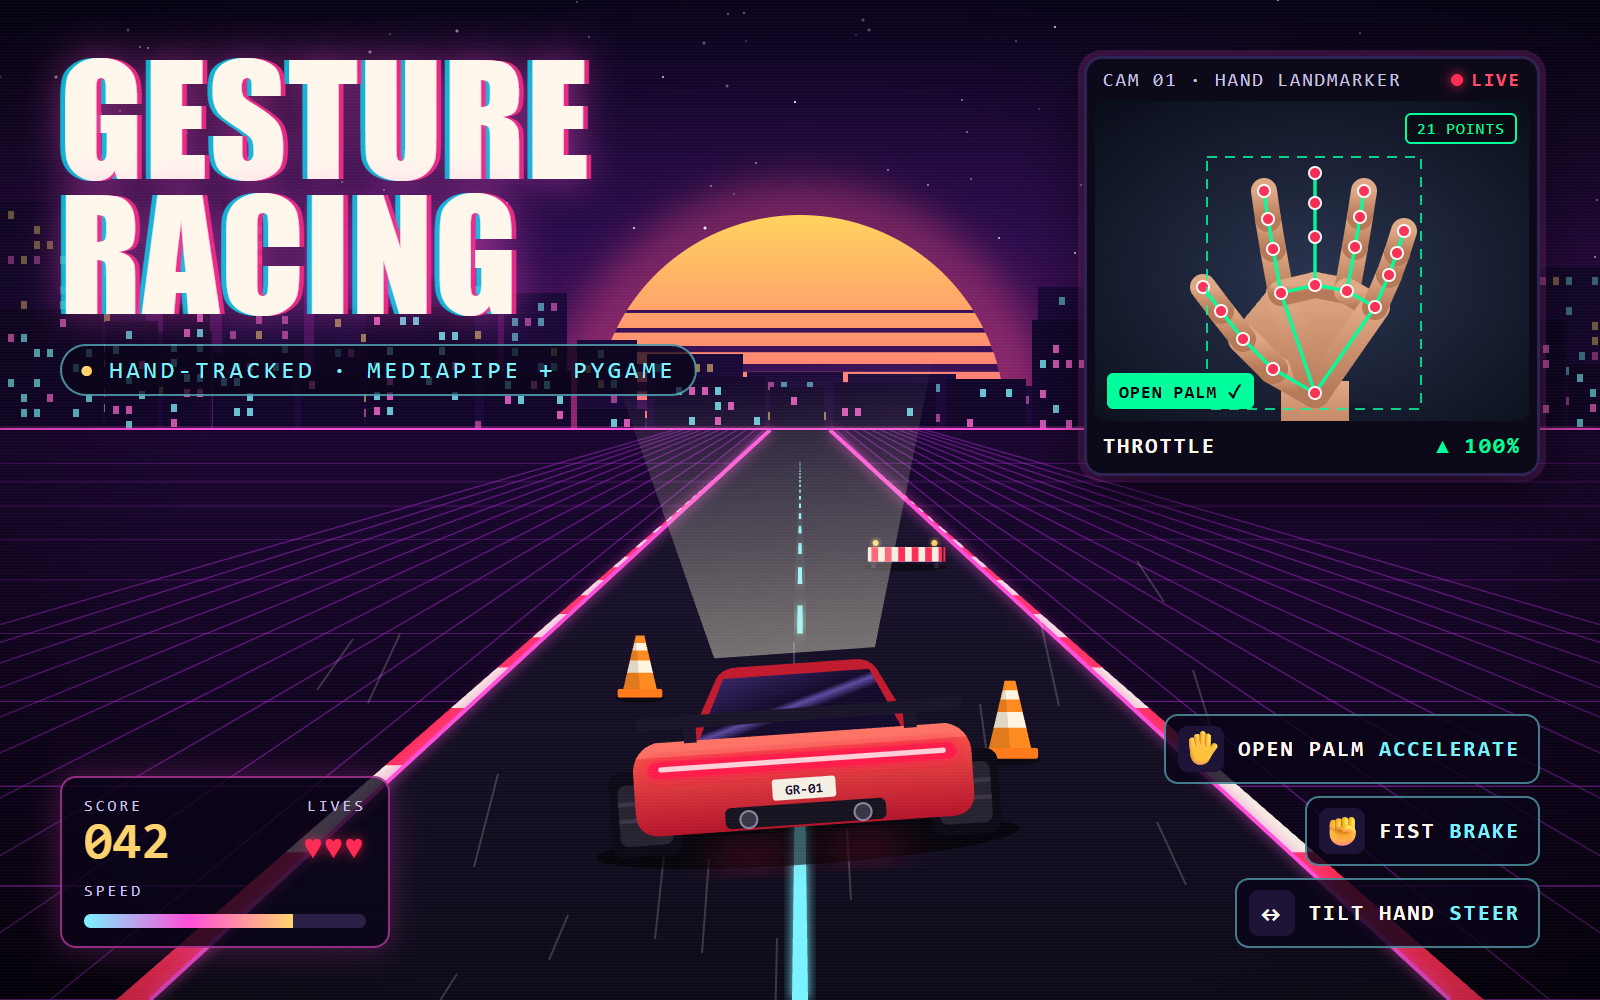 GESTURE
RACING
HAND-TRACKED · MEDIAPIPE + PYGAME
CAM 01 · HAND LANDMARKER
LIVE
21 POINTS
OPEN PALM ✓
THROTTLE
▲ 100%
GR-01
SCORE
LIVES
042
♥♥♥
SPEED
OPEN PALM ACCELERATE
FIST BRAKE
↔ TILT HAND STEER